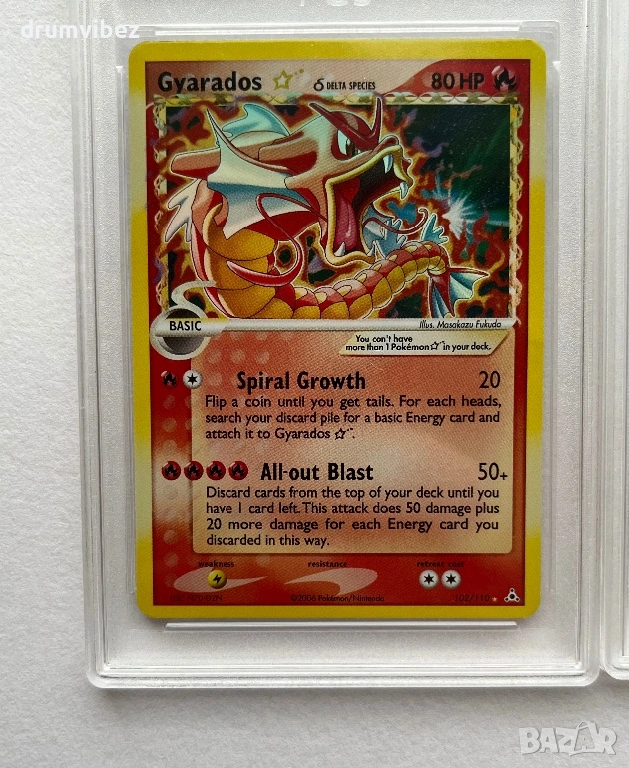 drumvibez
Gyarados ☆ δ DELTA SPECIES 80 HP
BASIC
Illus. Masakazu Fukuda
You can't have
more than 1 Pokémon☆ in your deck.
Spiral Growth 20
Flip a coin until you get tails. For each heads,
search your discard pile for a basic Energy card and
attach it to Gyarados ☆.
All-out Blast 50+
Discard cards from the top of your deck until you
have 1 card left. This attack does 50 damage plus
20 more damage for each Energy card you
discarded in this way.
weakness resistance retreat cost
©2006 Pokémon/Nintendo 102/110
BAZAR